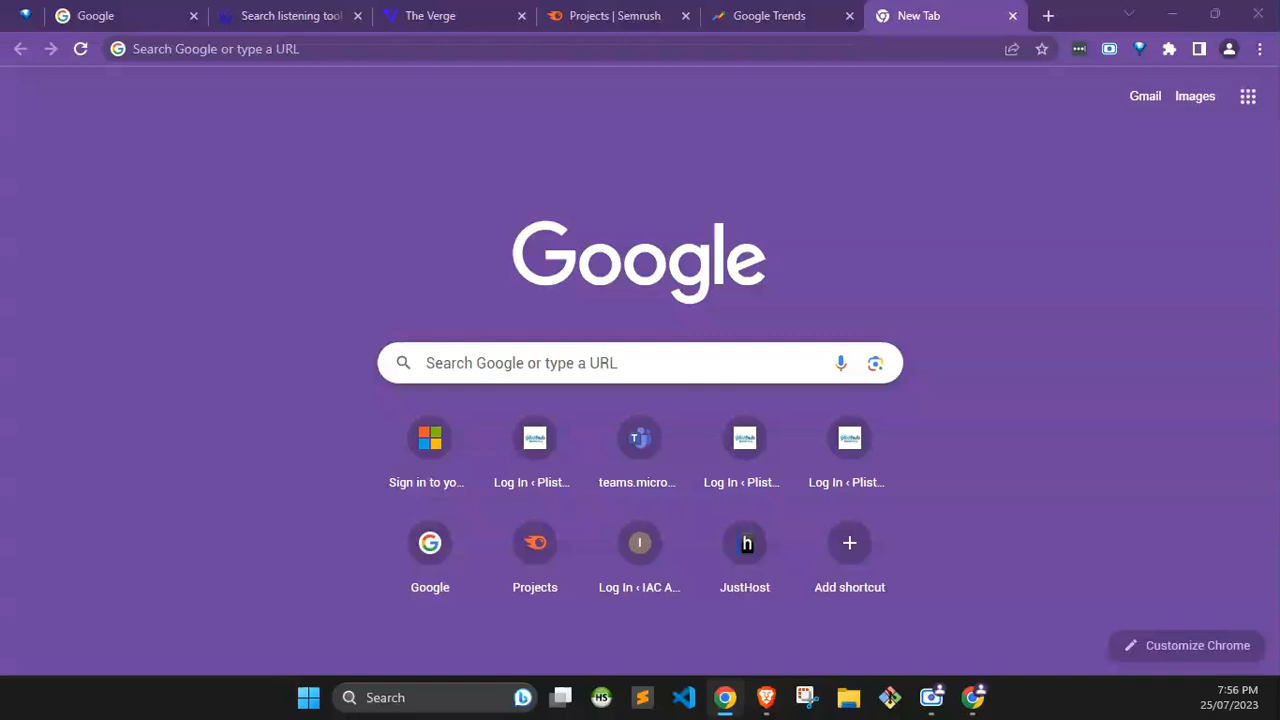 Google
Search listening tool
The Verge
Projects | Semrush
Google Trends
New Tab
Search Google or type a URL
Gmail
Images
Google
Search Google or type a URL
Sign in to yo...
Log In ‹ Plist...
teams.micro...
Log In ‹ Plist...
Log In ‹ Plist...
I
h
Google
Projects
Log In ‹ IAC A...
JustHost
Add shortcut
Customize Chrome
Search
HS
7:56 PM
25/07/2023